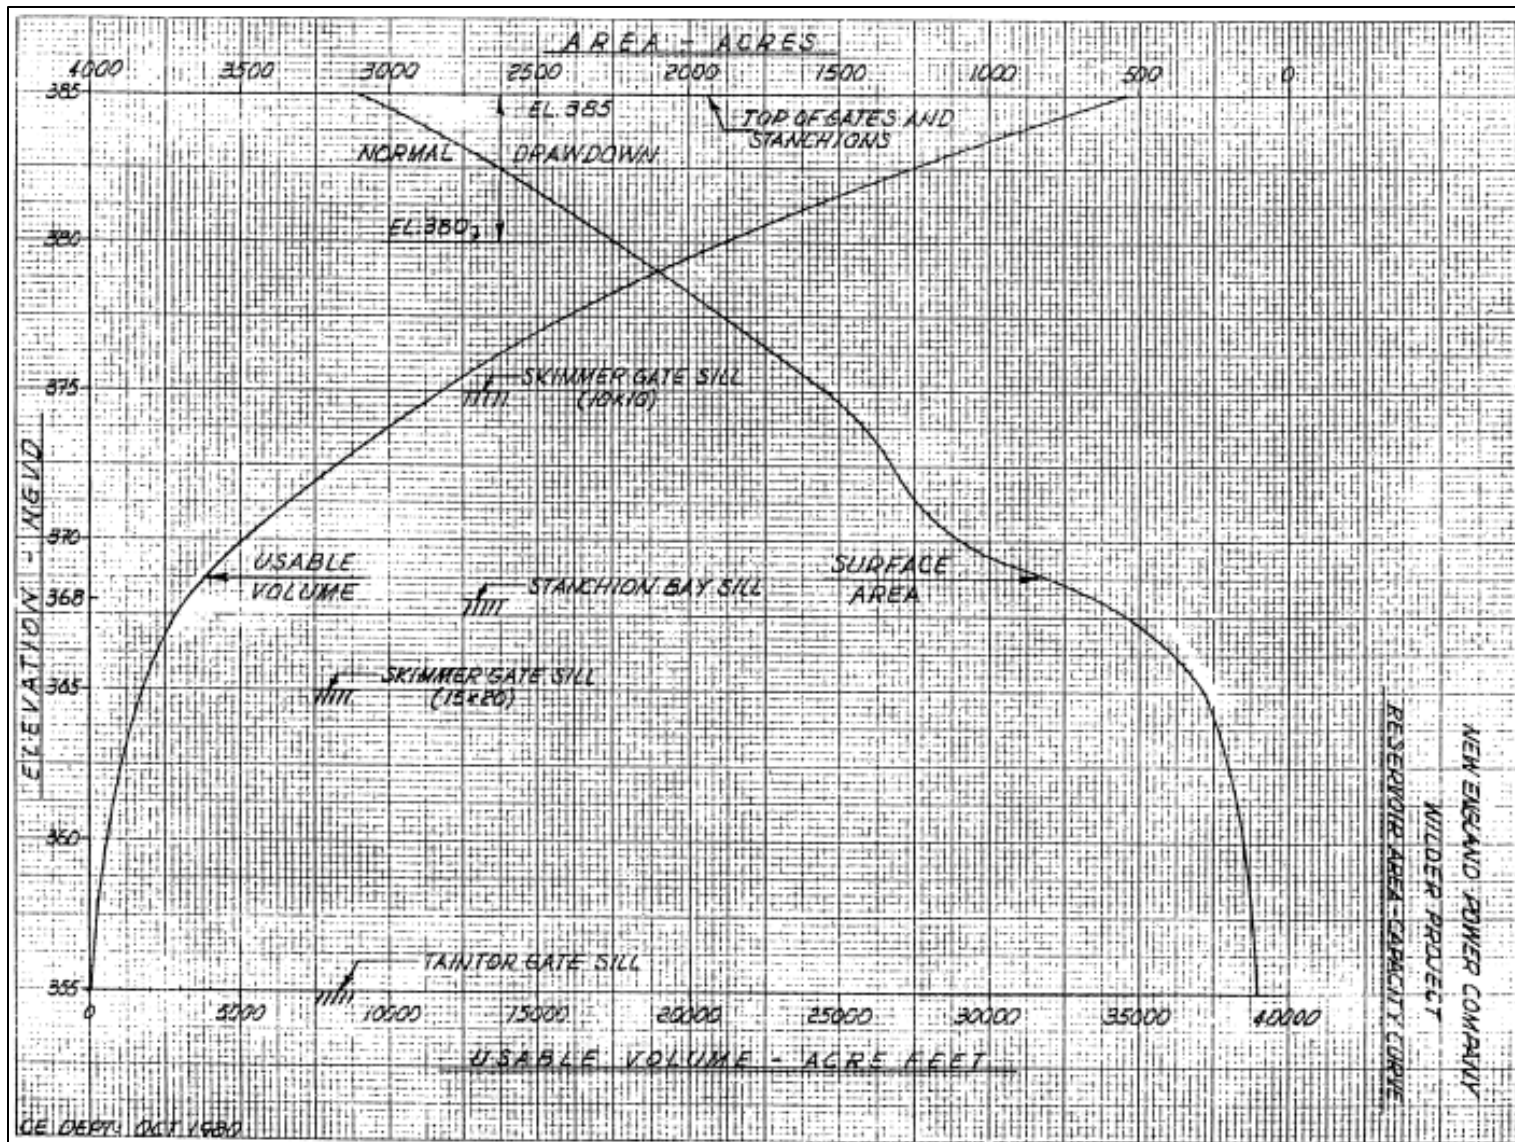 AREA - ACRES
4000 3500 3000 2500 2000 1500 1000 500 0
385
EL. 385
TOP OF GATES AND
STANCHIONS
NORMAL DRAWDOWN
EL. 380
380
375
SKIMMER GATE SILL
(10X10)
ELEVATION - NGVD
370
USABLE
VOLUME
SURFACE
AREA
368
STANCHION BAY SILL
365
SKIMMER GATE SILL
(15X20)
360
TAINTOR GATE SILL
355
0 5000 10000 15000 20000 25000 30000 35000 40000
USABLE VOLUME - ACRE FEET
NEW ENGLAND POWER COMPANY
WILDER PROJECT
RESERVOIR AREA-CAPACITY CURVE
CE DEPT. OCT 1980